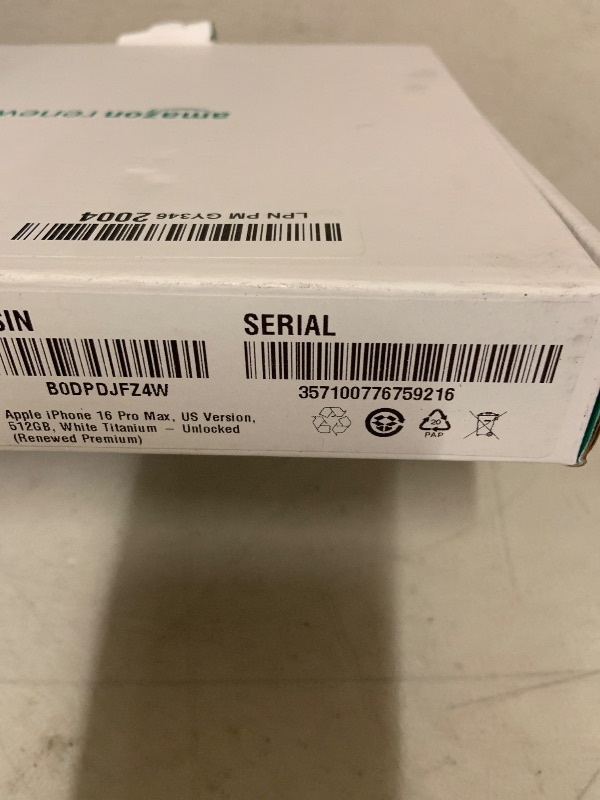 amazon renew
LPN PM GY346 2004
SIN
B0DPDJFZ4W
Apple iPhone 16 Pro Max, US Version,
512GB, White Titanium – Unlocked
(Renewed Premium)
SERIAL
357100776759216
20
PAP